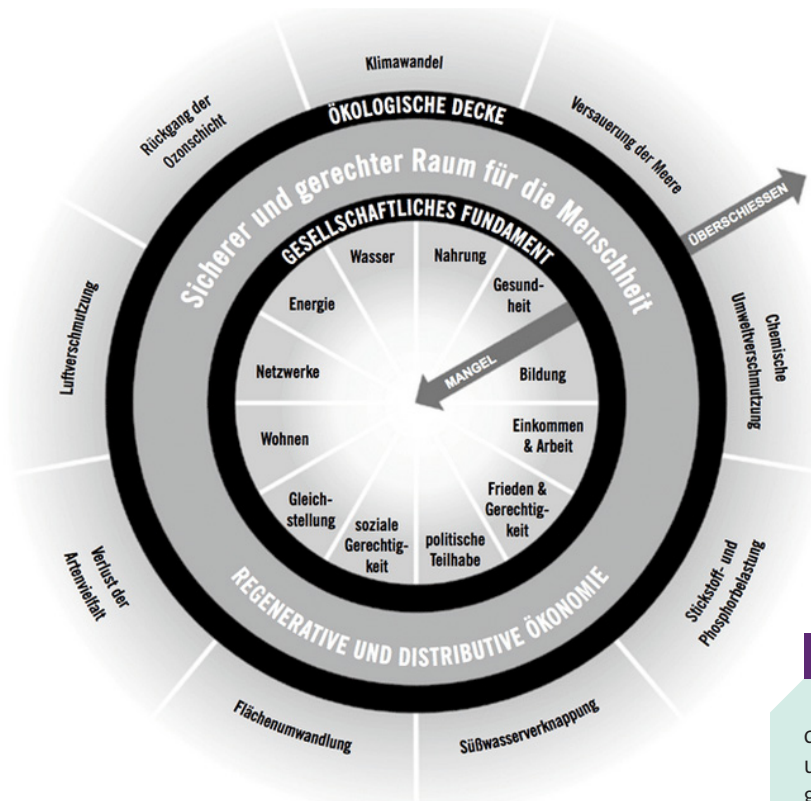 Klimawandel
Versauerung der Meere
Chemische
Umweltverschmutzung
Stickstoff- und
Phosphorbelastung
Süßwasserverknappung
Flächenumwandlung
Verlust der
Artenvielfalt
Luftverschmutzung
Rückgang der
Ozonschicht
ÖKOLOGISCHE DECKE
ÜBERSCHIESSEN
Sicherer und gerechter Raum für die Menschheit
REGENERATIVE UND DISTRIBUTIVE ÖKONOMIE
GESELLSCHAFTLICHES FUNDAMENT
Wasser
Nahrung
Gesund-
heit
MANGEL
Bildung
Einkommen
& Arbeit
Frieden &
Gerechtig-
keit
politische
Teilhabe
soziale
Gerechtig-
keit
Gleich-
stellung
Wohnen
Netzwerke
Energie